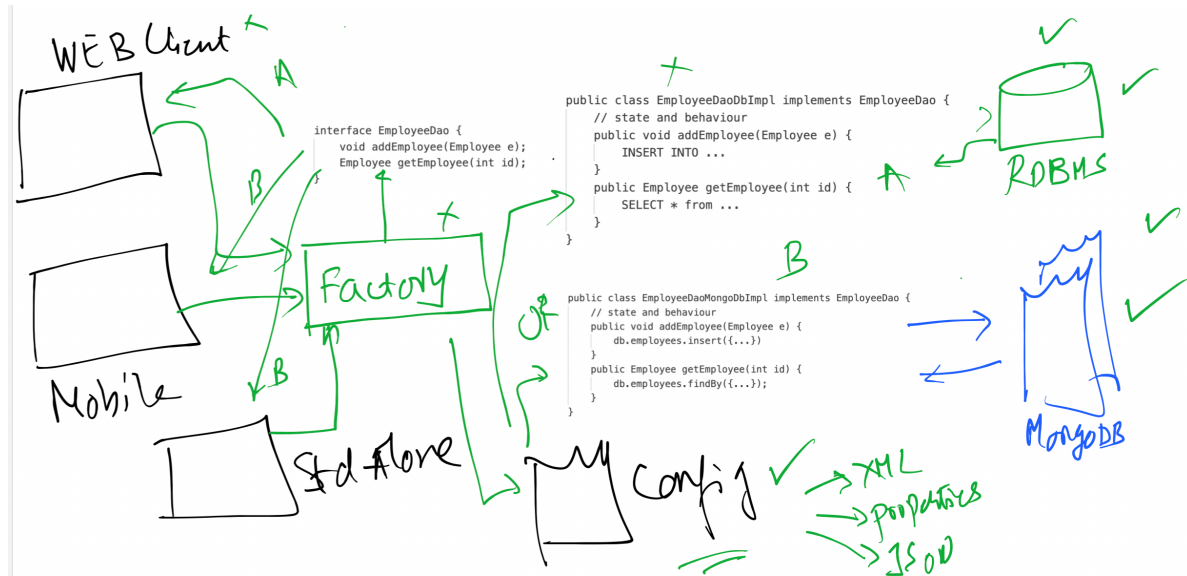 WEB Client
A
interface EmployeeDao {
void addEmployee(Employee e);
Employee getEmployee(int id);
}
B
Factory
Mobile
B
Std Alone
public class EmployeeDaoDbImpl implements EmployeeDao {
// state and behaviour
public void addEmployee(Employee e) {
INSERT INTO ...
}
public Employee getEmployee(int id) {
SELECT * from ...
}
}
A
RDBMS
B
public class EmployeeDaoMongoDbImpl implements EmployeeDao {
// state and behaviour
public void addEmployee(Employee e) {
db.employees.insert({...})
}
public Employee getEmployee(int id) {
db.employees.findBy({...});
}
}
MongoDB
Config
XML
properties
JSON